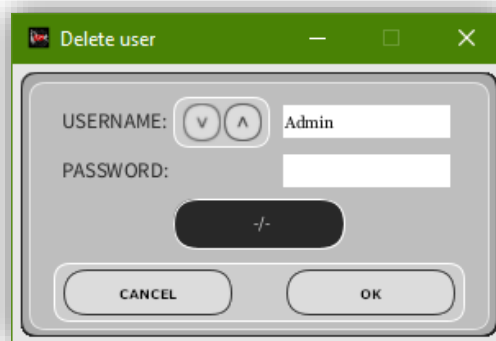 Delete user
USERNAME: v ʌ Admin
PASSWORD:
-/-
CANCEL OK